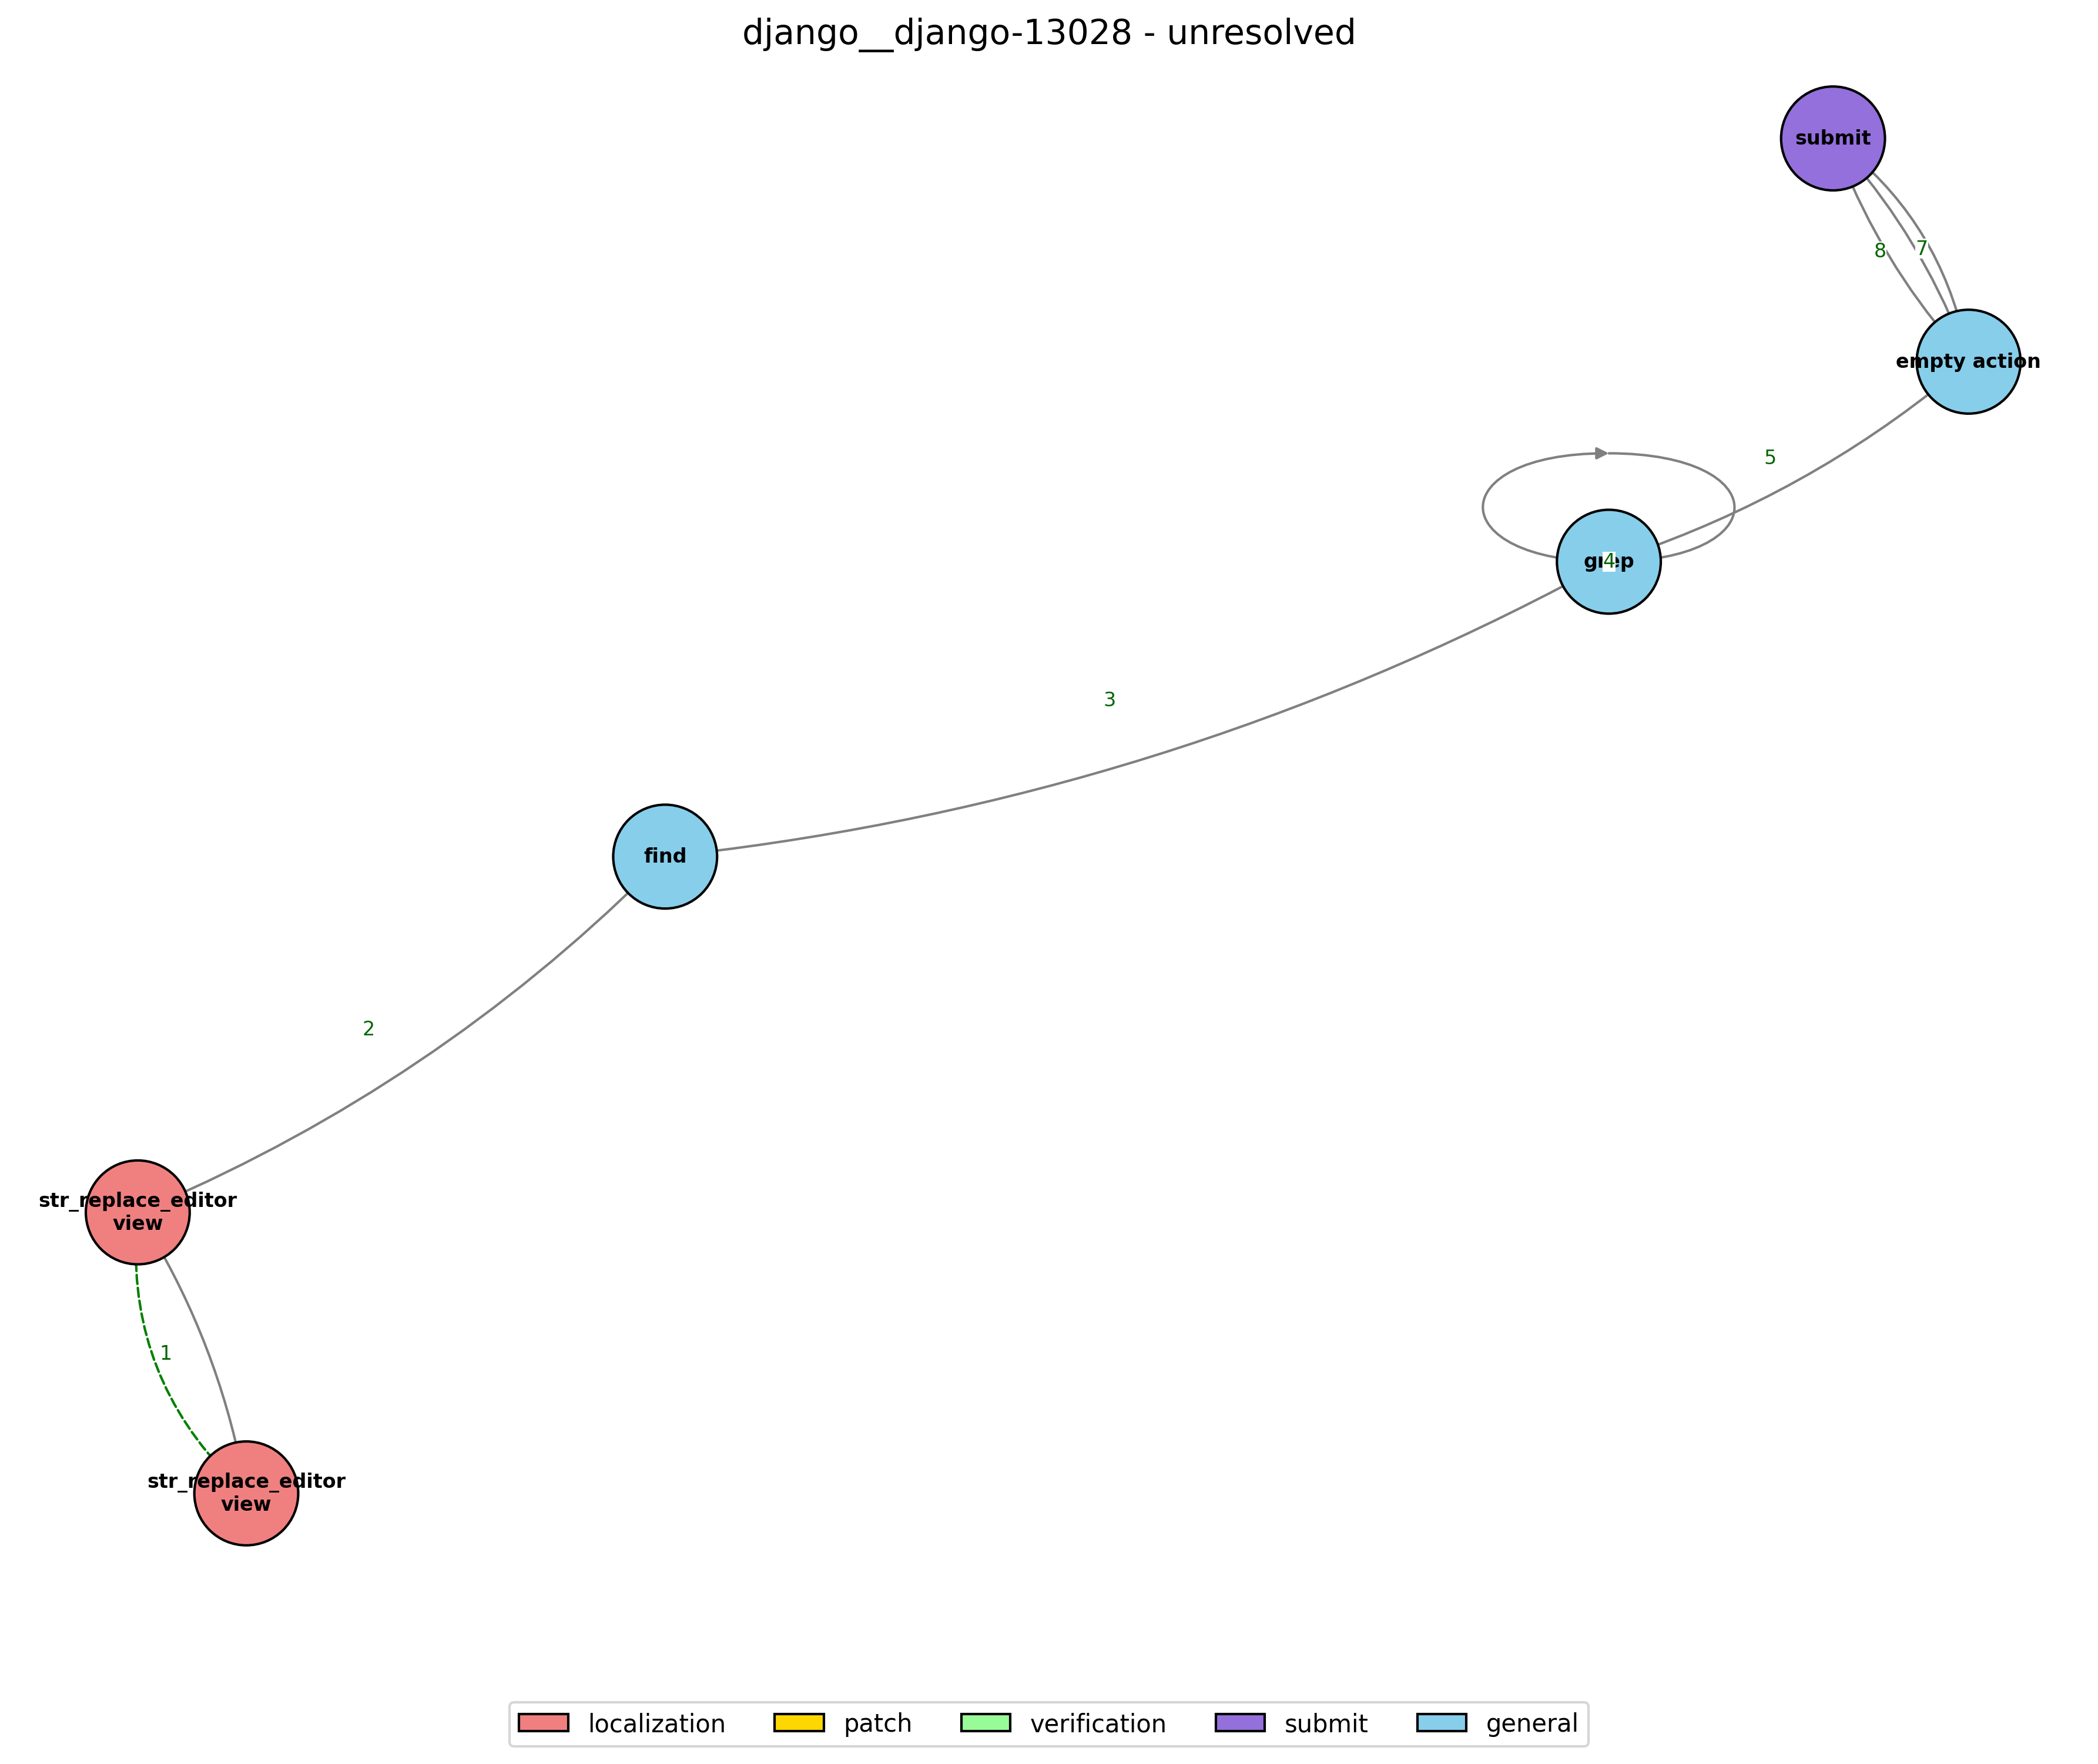 django__django-13028 - unresolved
submit
8
7
empty action
5
grep
4
3
find
2
str_replace_editor
view
1
str_replace_editor
view
localization
patch
verification
submit
general